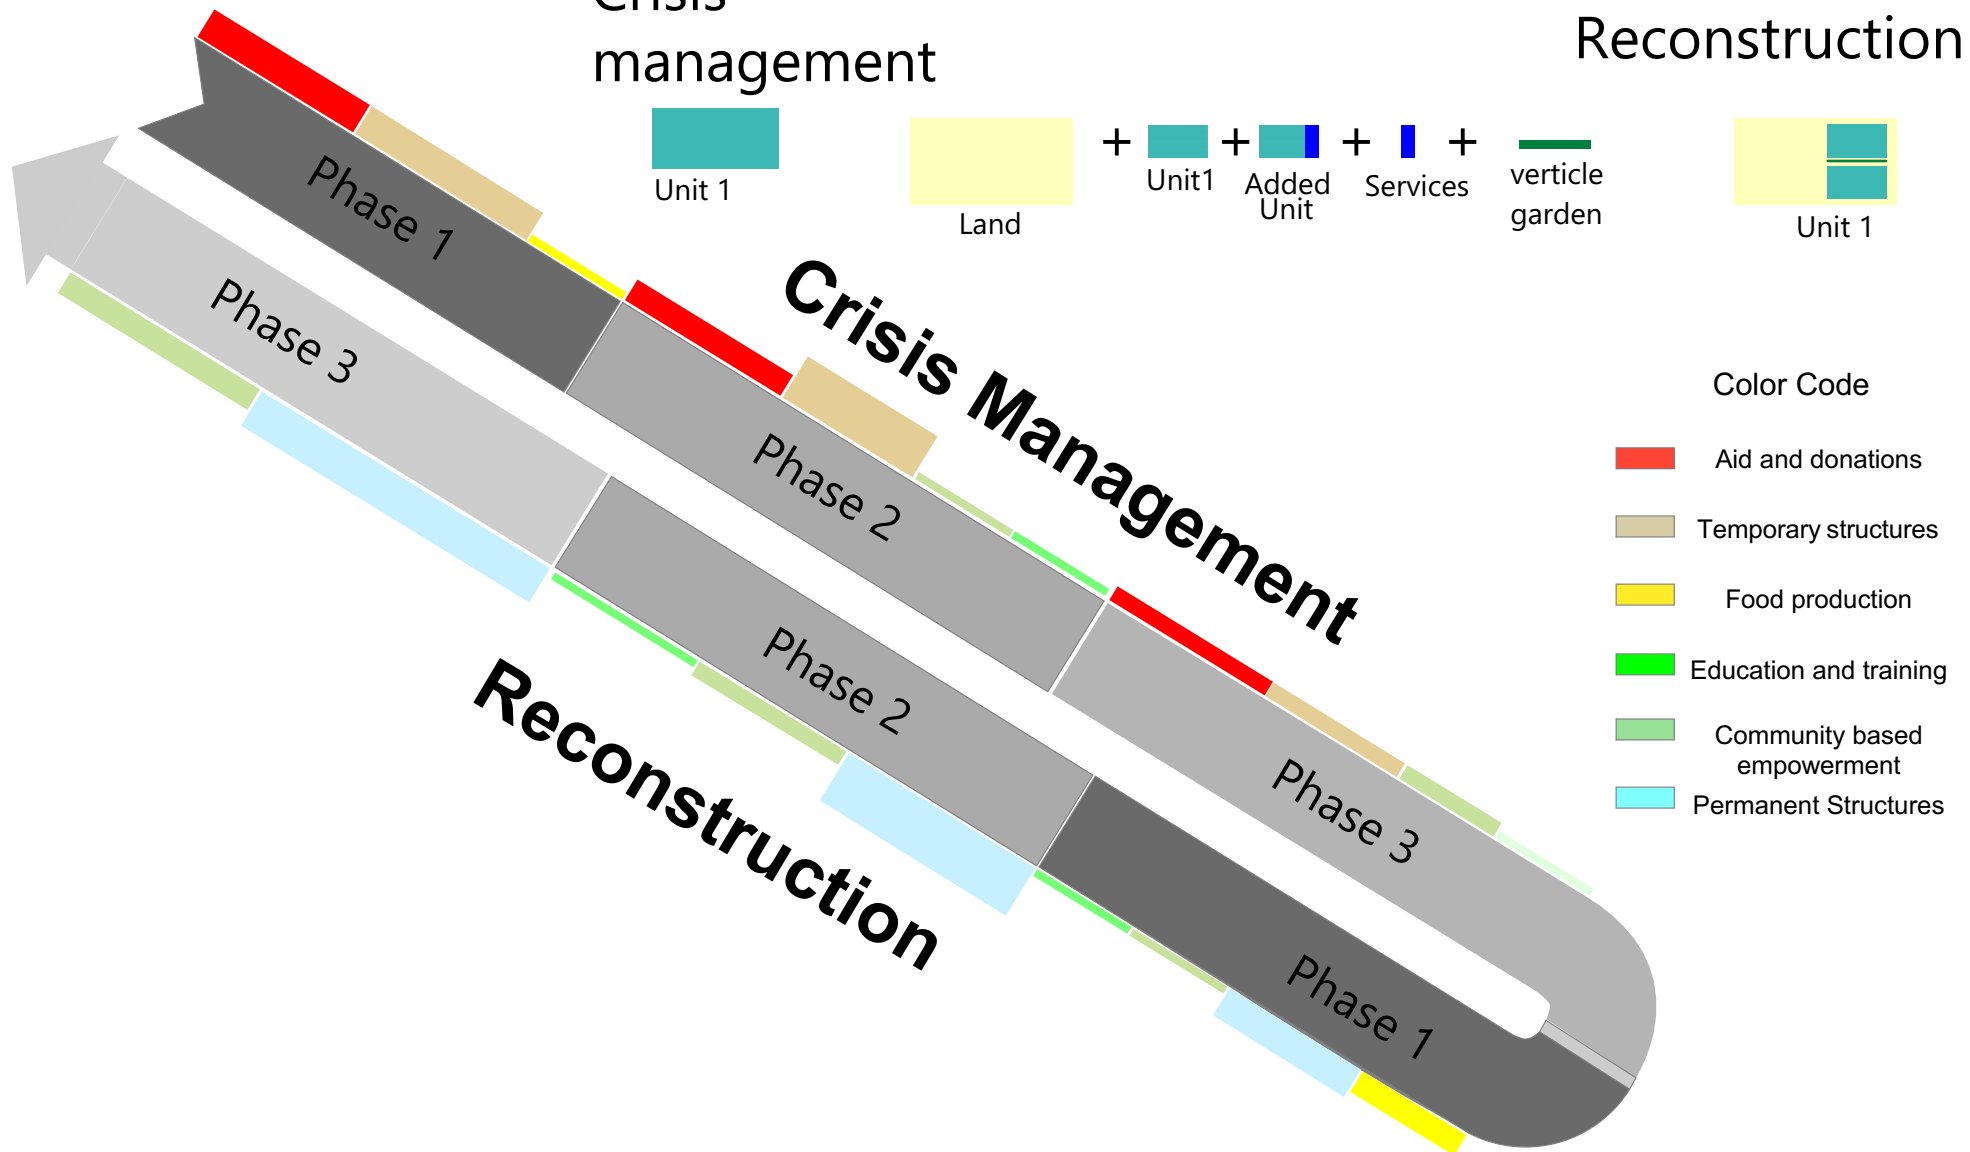 Crisis
management
Reconstruction
Unit 1
Land
+
Unit1
+
Added
Unit
+
Services
+
verticle
garden
Unit 1
Phase 1
Phase 2
Phase 3
Crisis Management
Phase 3
Phase 2
Phase 1
Reconstruction
Color Code
Aid and donations
Temporary structures
Food production
Education and training
Community based
empowerment
Permanent Structures